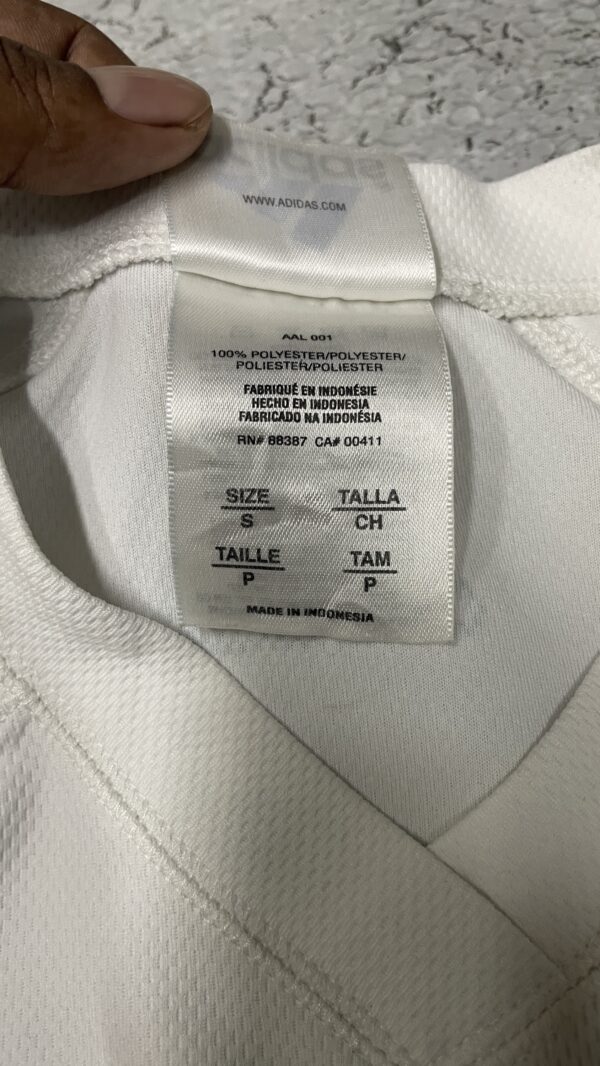 WWW.ADIDAS.COM
AAL 001
100% POLYESTER/POLYESTER/
POLIESTER/POLIESTER
FABRIQUÉ EN INDONÉSIE
HECHO EN INDONESIA
FABRICADO NA INDONÉSIA
RN# 88387 CA# 00411
SIZE TALLA
S CH
TAILLE TAM
P P
MADE IN INDONESIA